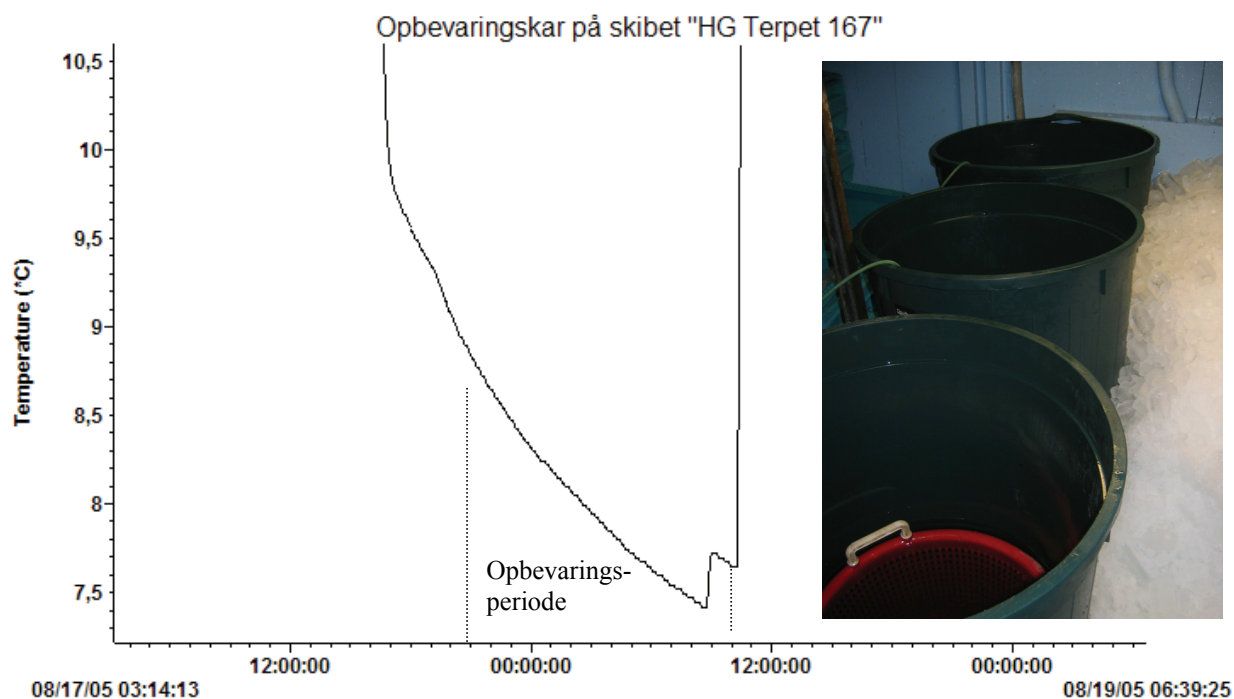 Opbevaringskar på skibet "HG Terpet 167"
10,5
10
9,5
9
8,5
8
7,5
Temperature (°C)
Opbevarings-
periode
12:00:00 00:00:00 12:00:00 00:00:00
08/17/05 03:14:13 08/19/05 06:39:25